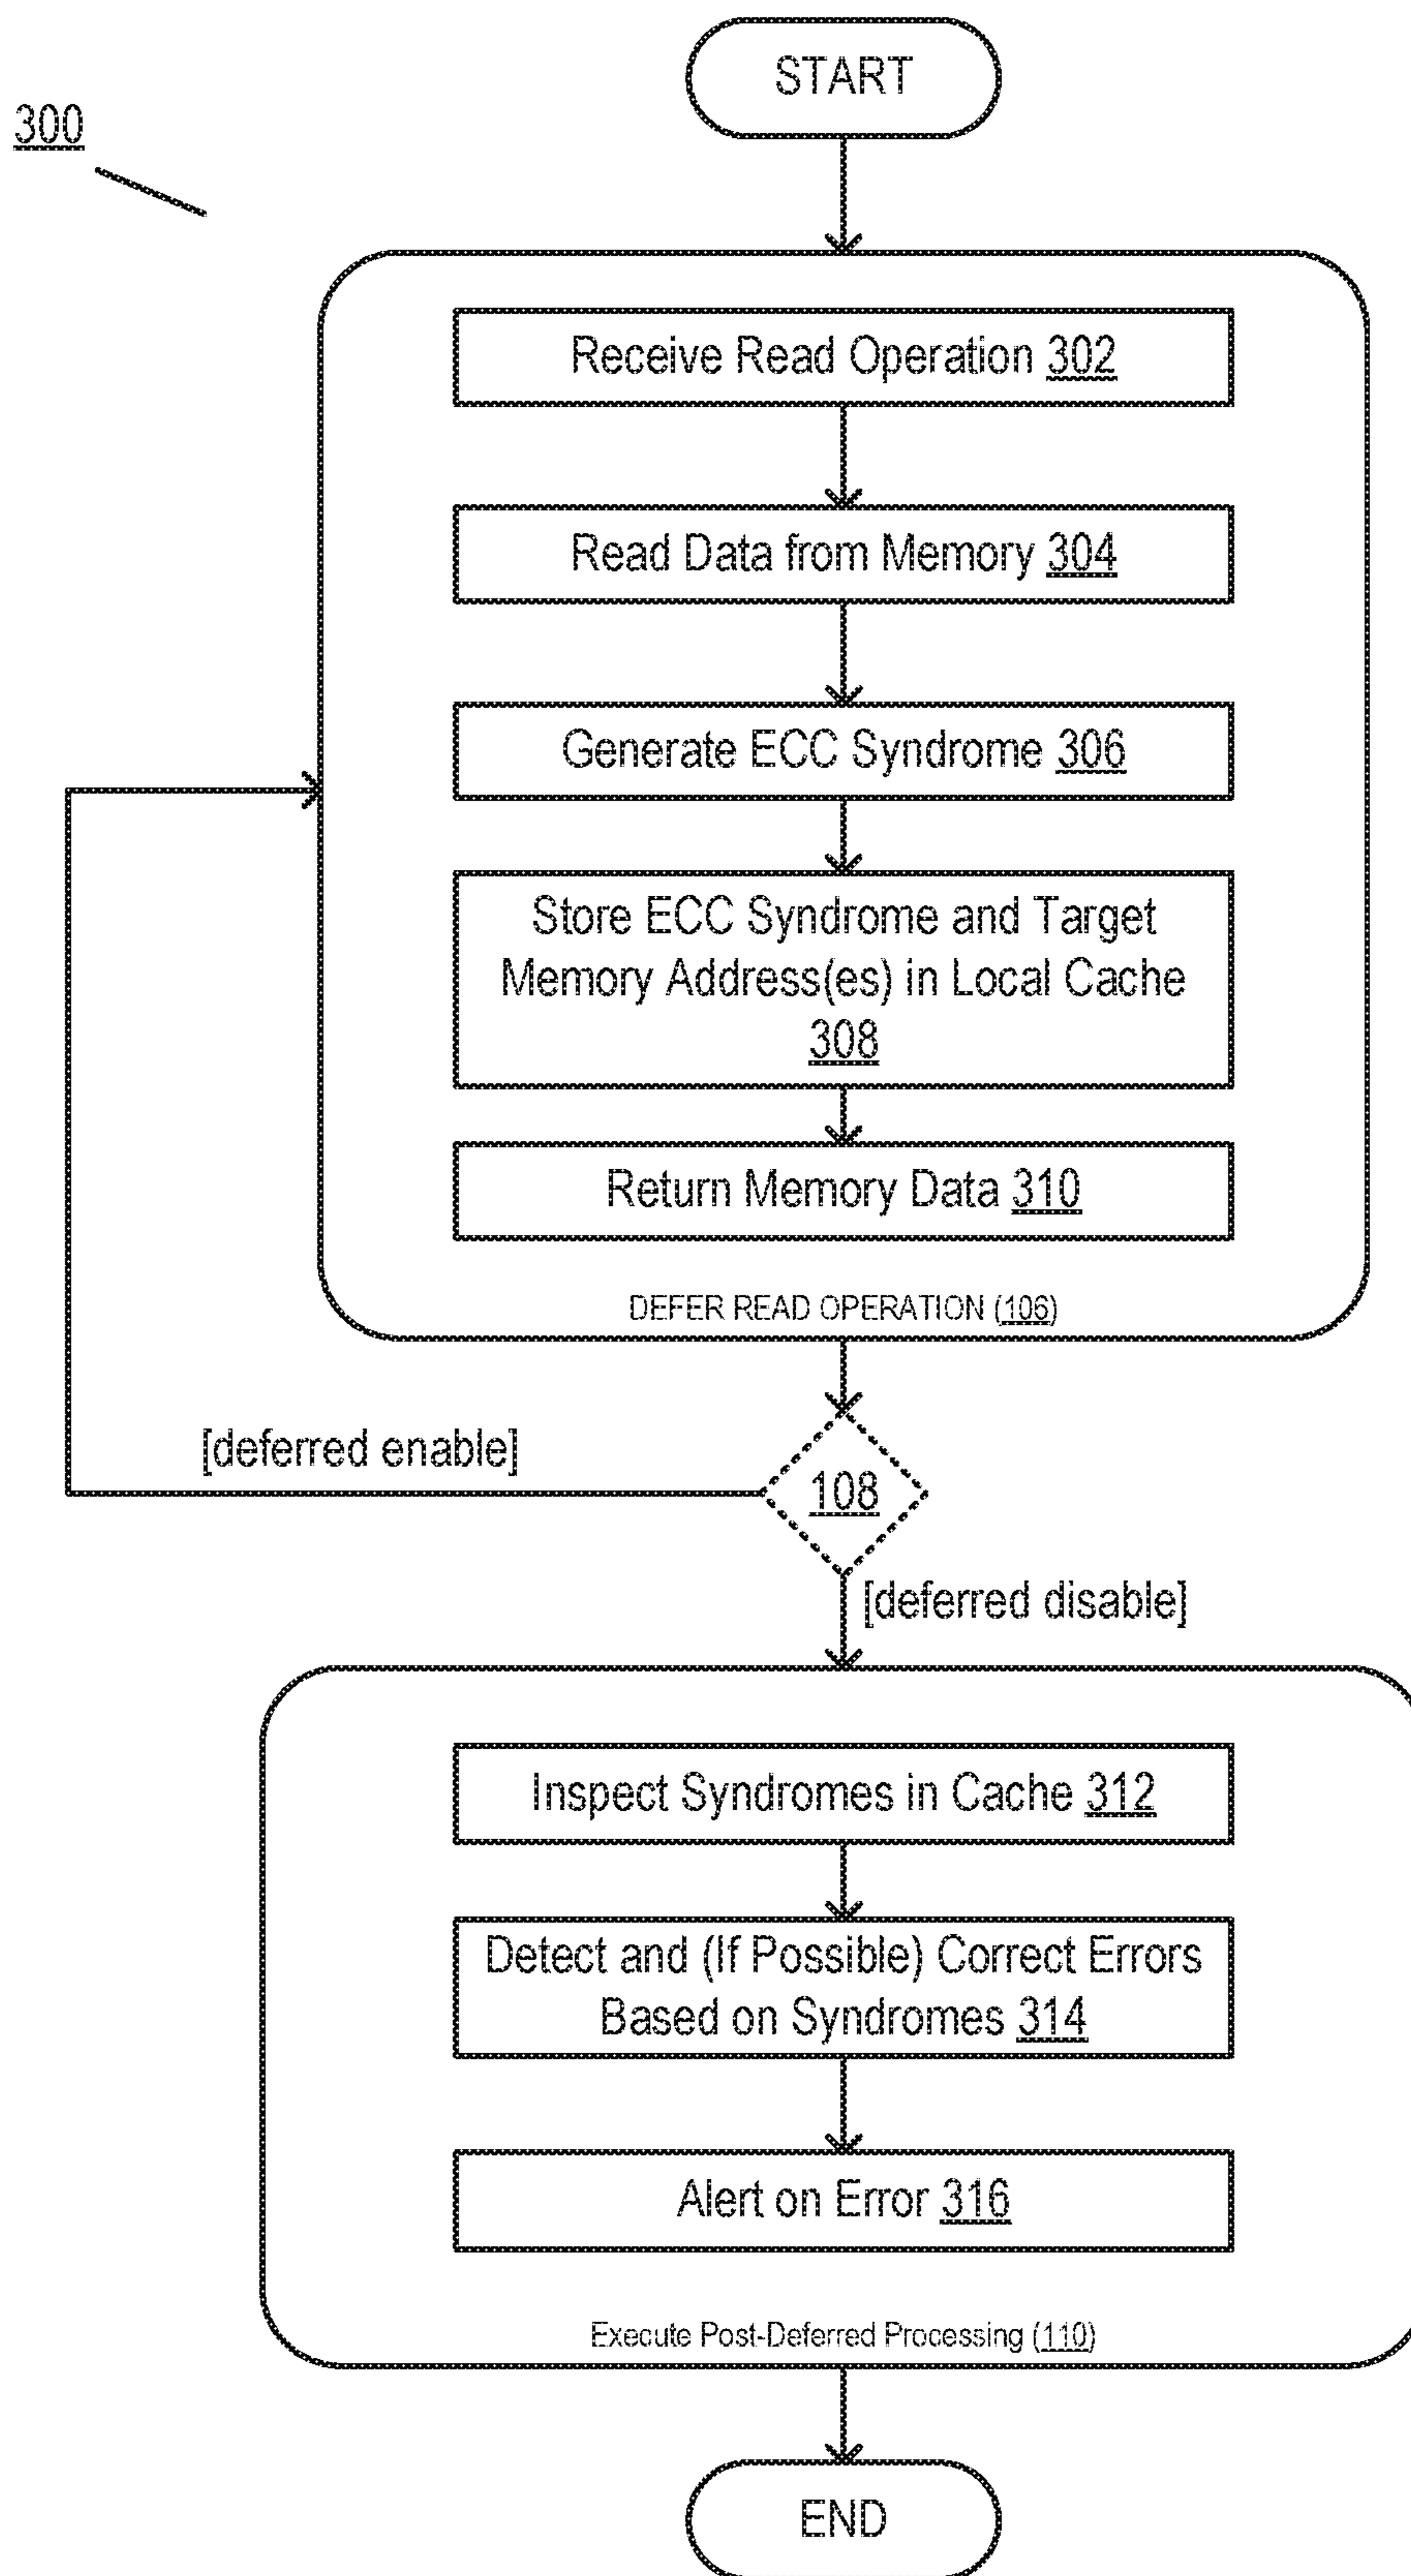 START
300
Receive Read Operation 302
Read Data from Memory 304
Generate ECC Syndrome 306
Store ECC Syndrome and Target
Memory Address(es) in Local Cache
308
Return Memory Data 310
DEFER READ OPERATION (106)
[deferred enable]
108
[deferred disable]
Inspect Syndromes in Cache 312
Detect and (If Possible) Correct Errors
Based on Syndromes 314
Alert on Error 316
Execute Post-Deferred Processing (110)
END